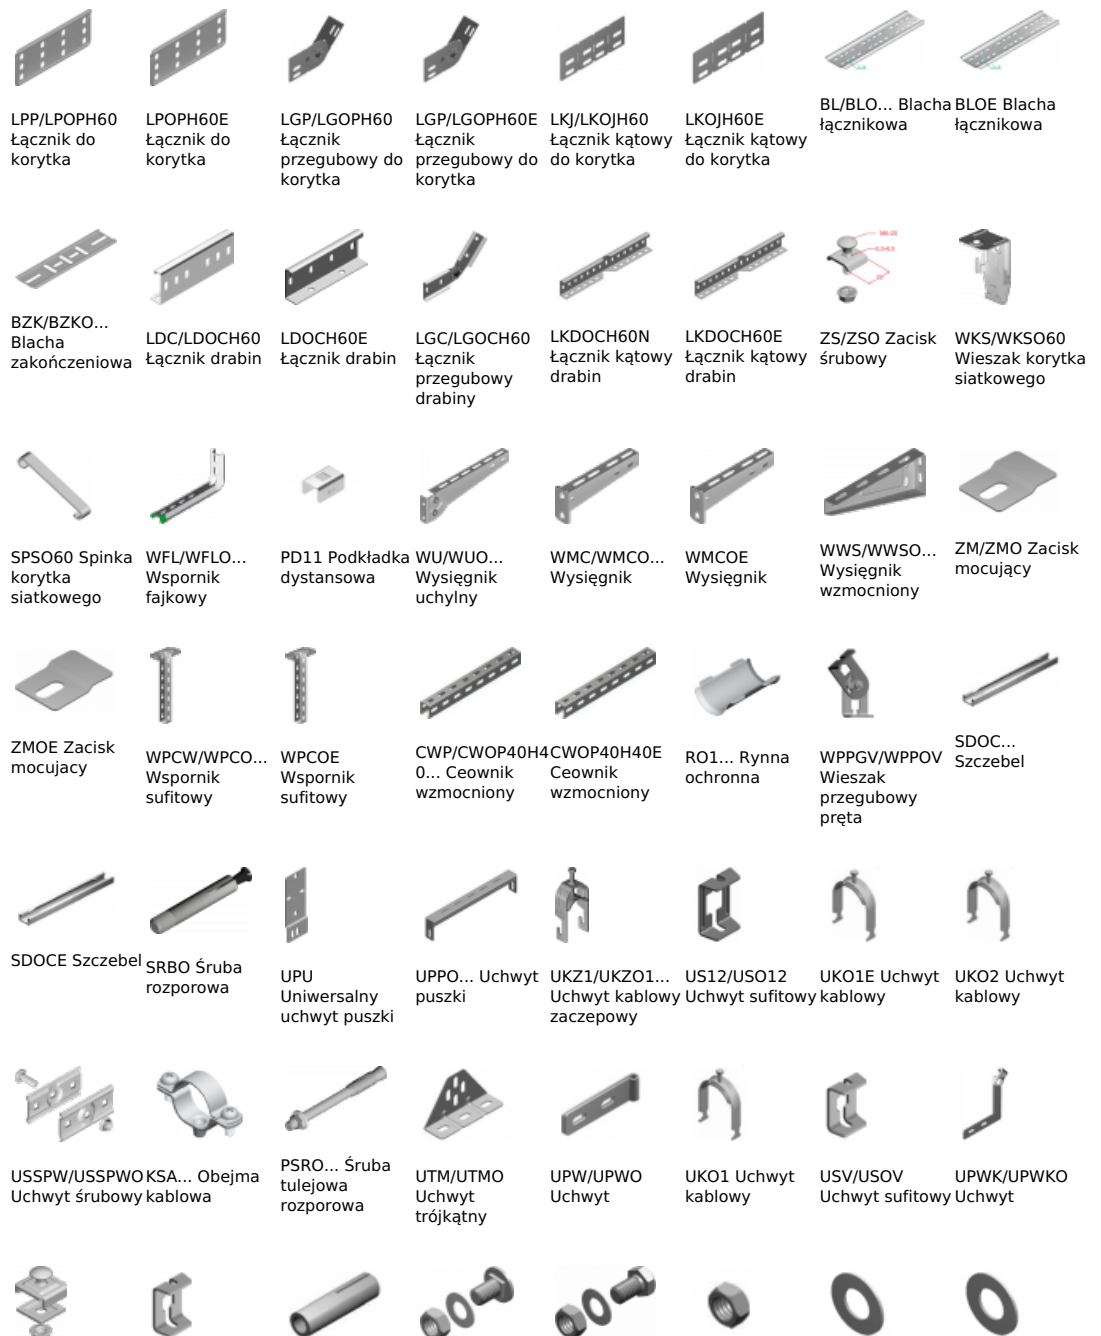 LPP/LPOPH60
Łącznik do
korytka
LPOPH60E
Łącznik do
korytka
LGP/LGOPH60
Łącznik
przegubowy do
korytka
LGP/LGOPH60E
Łącznik
przegubowy do
korytka
LKJ/LKOJH60
Łącznik kątowy
do korytka
LKOJH60E
Łącznik kątowy
do korytka
BL/BLO... Blacha
łącznikowa
BLOE Blacha
łącznikowa
BZK/BZKO...
Blacha
zakończeniowa
LDC/LDOCH60
Łącznik drabin
LDOCH60E
Łącznik drabin
LGC/LGOCH60
Łącznik
przegubowy
drabiny
LKDOCH60N
Łącznik kątowy
drabin
LKDOCH60E
Łącznik kątowy
drabin
ZS/ZSO Zacisk
śrubowy
WKS/WKSO60
Wieszak korytka
siatkowego
SPSO60 Spinka
korytka
siatkowego
WFL/WFLO...
Wspornik
fajkowy
PD11 Podkładka
dystansowa
WU/WUO...
Wysięgnik
uchylny
WMC/WMCO...
Wysięgnik
WMCOE
Wysięgnik
WWS/WWSO...
Wysięgnik
wzmocniony
ZM/ZMO Zacisk
mocujący
ZMOE Zacisk
mocujacy
WPCW/WPCO...
Wspornik
sufitowy
WPCOE
Wspornik
sufitowy
CWP/CWOP40H4
0... Ceownik
wzmocniony
CWOP40H40E
Ceownik
wzmocniony
RO1... Rynna
ochronna
WPPGV/WPPOV
Wieszak
przegubowy
pręta
SDOC...
Szczebel
SDOCE Szczebel
SRBO Śruba
rozporowa
UPU
Uniwersalny
uchwyt puszki
UPPO... Uchwyt
puszki
UKZ1/UKZO1...
Uchwyt kablowy
zaczepowy
US12/USO12
Uchwyt sufitowy
UKO1E Uchwyt
kablowy
UKO2 Uchwyt
kablowy
USSPW/USSPWO
Uchwyt śrubowy
KSA... Obejma
kablowa
PSRO... Śruba
tulejowa
rozporowa
UTM/UTMO
Uchwyt
trójkątny
UPW/UPWO
Uchwyt
UKO1 Uchwyt
kablowy
USV/USOV
Uchwyt sufitowy
UPWK/UPWKO
Uchwyt